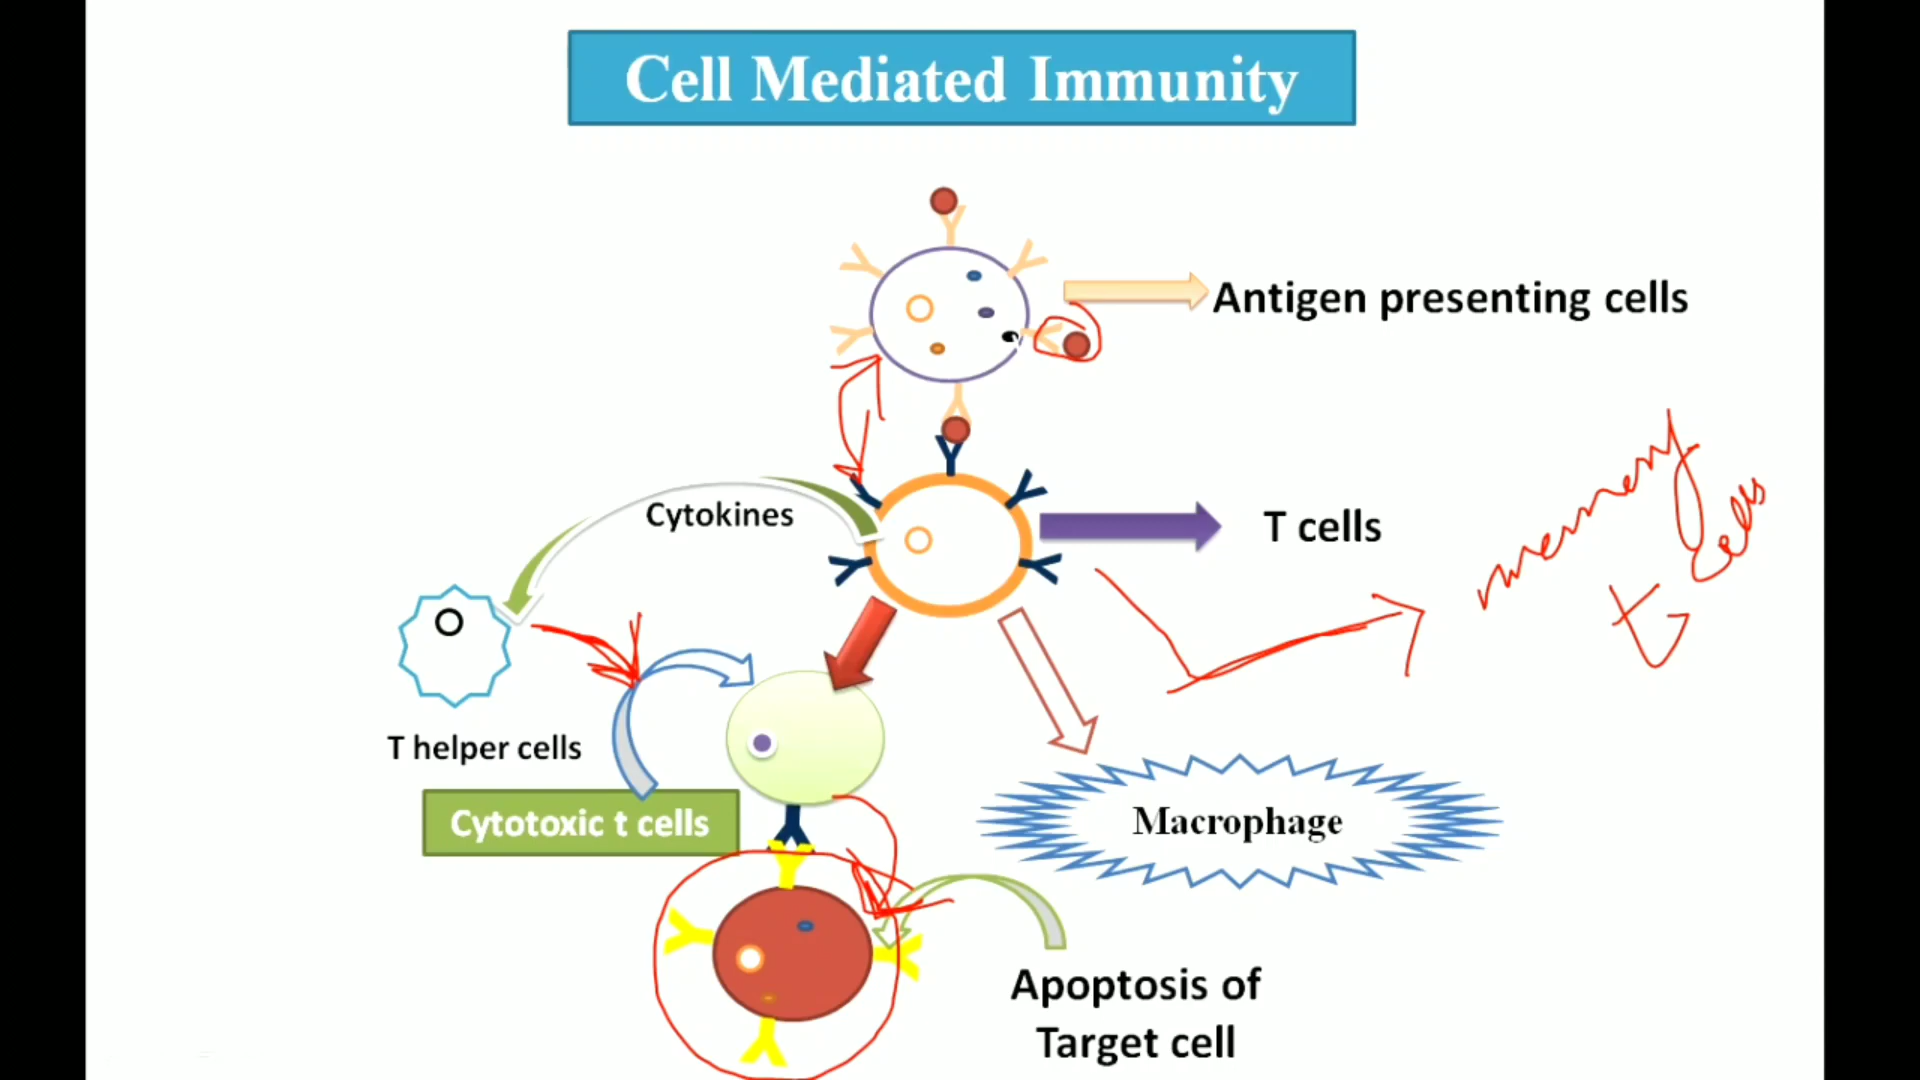 Cell Mediated Immunity
Antigen presenting cells
Cytokines
T cells
memory
t cells
T helper cells
Cytotoxic t cells
Macrophage
Apoptosis of
Target cell